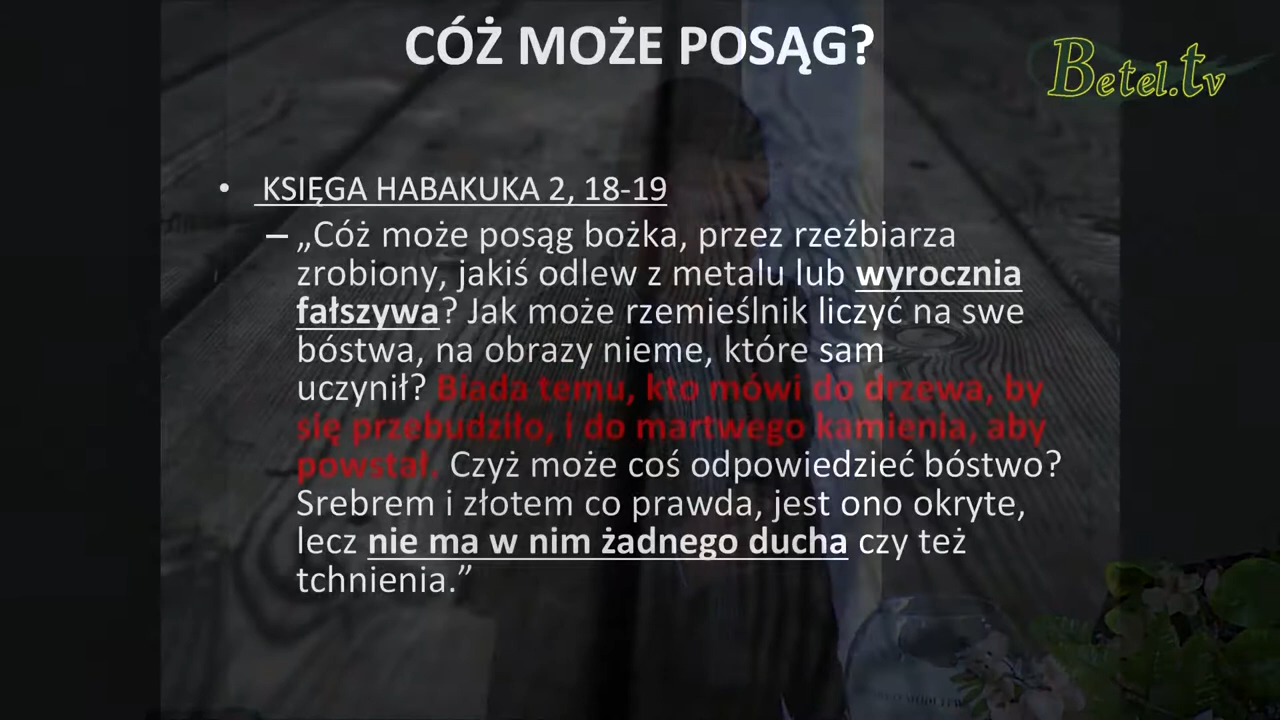 CÓŻ MOŻE POSĄG?
Betel.tv
• KSIĘGA HABAKUKA 2, 18-19
– „Cóż może posąg bożka, przez rzeźbiarza
zrobiony, jakiś odlew z metalu lub wyrocznia
fałszywa? Jak może rzemieślnik liczyć na swe
bóstwa, na obrazy nieme, które sam
uczynił? Biada temu, kto mówi do drzewa, by
się przebudziło, i do martwego kamienia, aby
powstał. Czyż może coś odpowiedzieć bóstwo?
Srebrem i złotem co prawda, jest ono okryte,
lecz nie ma w nim żadnego ducha czy też
tchnienia.”